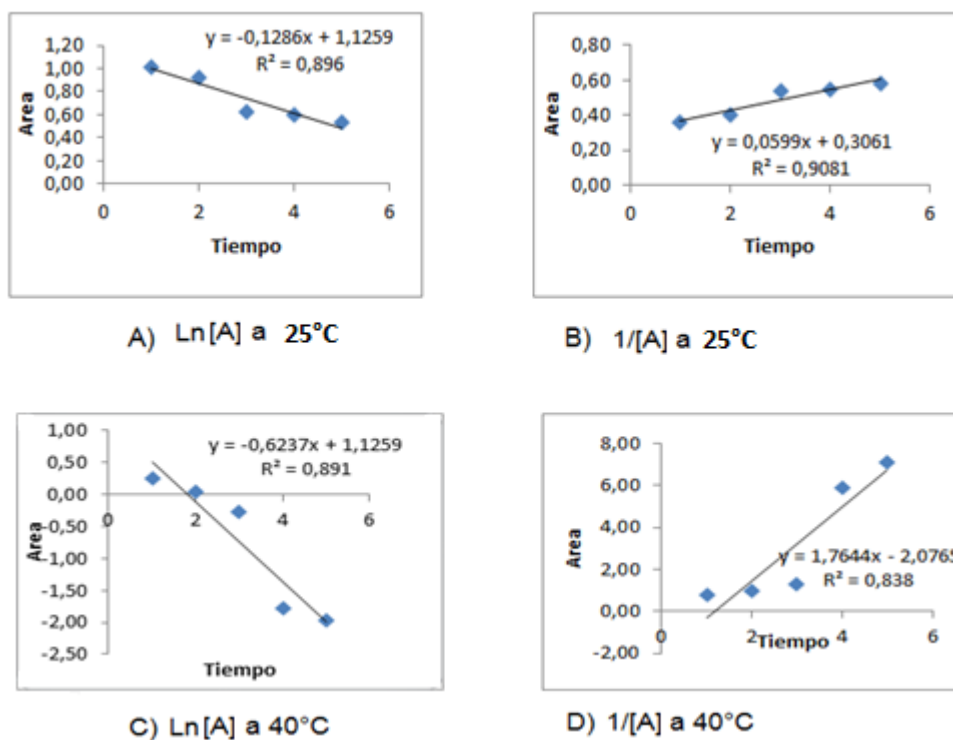 y = -0,1286x + 1,1259
R² = 0,896
1,20
1,00
0,80
0,60
0,40
0,20
0,00
Area
0 2 4 6
Tiempo
A) Ln[A] a 25°C
0,80
0,60
0,40
0,20
0,00
Area
y = 0,0599x + 0,3061
R² = 0,9081
0 2 4 6
Tiempo
B) 1/[A] a 25°C
1,00
0,50
0,00
-0,50
-1,00
-1,50
-2,00
-2,50
Area
y = -0,6237x + 1,1259
R² = 0,891
0 2 4 6
Tiempo
C) Ln[A] a 40°C
8,00
6,00
4,00
2,00
0,00
-2,00
Area
y = 1,7644x - 2,0765
R² = 0,838
0 2 4 6
Tiempo
D) 1/[A] a 40°C